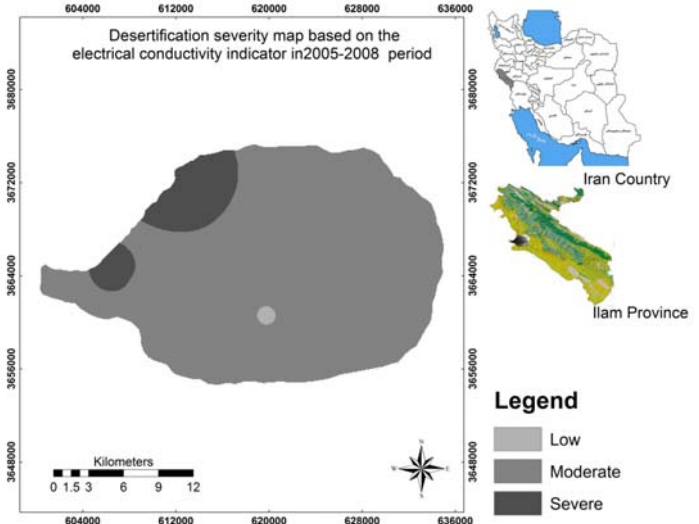 604000 612000 620000 628000 636000
Desertification severity map based on the
electrical conductivity indicator in2005-2008 period
3680000
3672000
3664000
3656000
3648000
3680000
3672000
3664000
3656000
3648000
Kilometers
0 1.5 3 6 9 12
N
W E
S
604000 612000 620000 628000 636000
Iran Country
Ilam Province
Legend
Low
Moderate
Severe